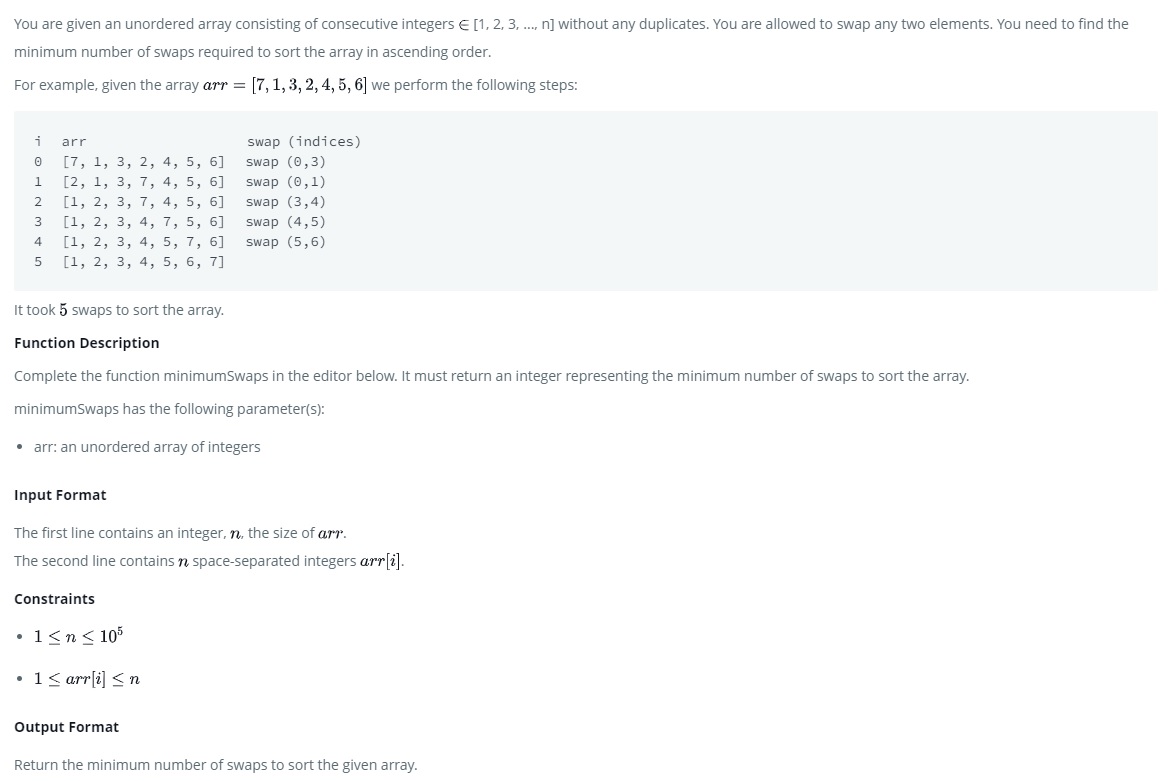 You are given an unordered array consisting of consecutive integers ∈ [1, 2, 3, ..., n] without any duplicates. You are allowed to swap any two elements. You need to find the
minimum number of swaps required to sort the array in ascending order.
For example, given the array arr = [7, 1, 3, 2, 4, 5, 6] we perform the following steps:
i arr swap (indices)
0 [7, 1, 3, 2, 4, 5, 6] swap (0,3)
1 [2, 1, 3, 7, 4, 5, 6] swap (0,1)
2 [1, 2, 3, 7, 4, 5, 6] swap (3,4)
3 [1, 2, 3, 4, 7, 5, 6] swap (4,5)
4 [1, 2, 3, 4, 5, 7, 6] swap (5,6)
5 [1, 2, 3, 4, 5, 6, 7]
It took 5 swaps to sort the array.
Function Description
Complete the function minimumSwaps in the editor below. It must return an integer representing the minimum number of swaps to sort the array.
minimumSwaps has the following parameter(s):
• arr: an unordered array of integers
Input Format
The first line contains an integer, n, the size of arr.
The second line contains n space-separated integers arr[i].
Constraints
• 1 ≤ n ≤ 10⁵
• 1 ≤ arr[i] ≤ n
Output Format
Return the minimum number of swaps to sort the given array.